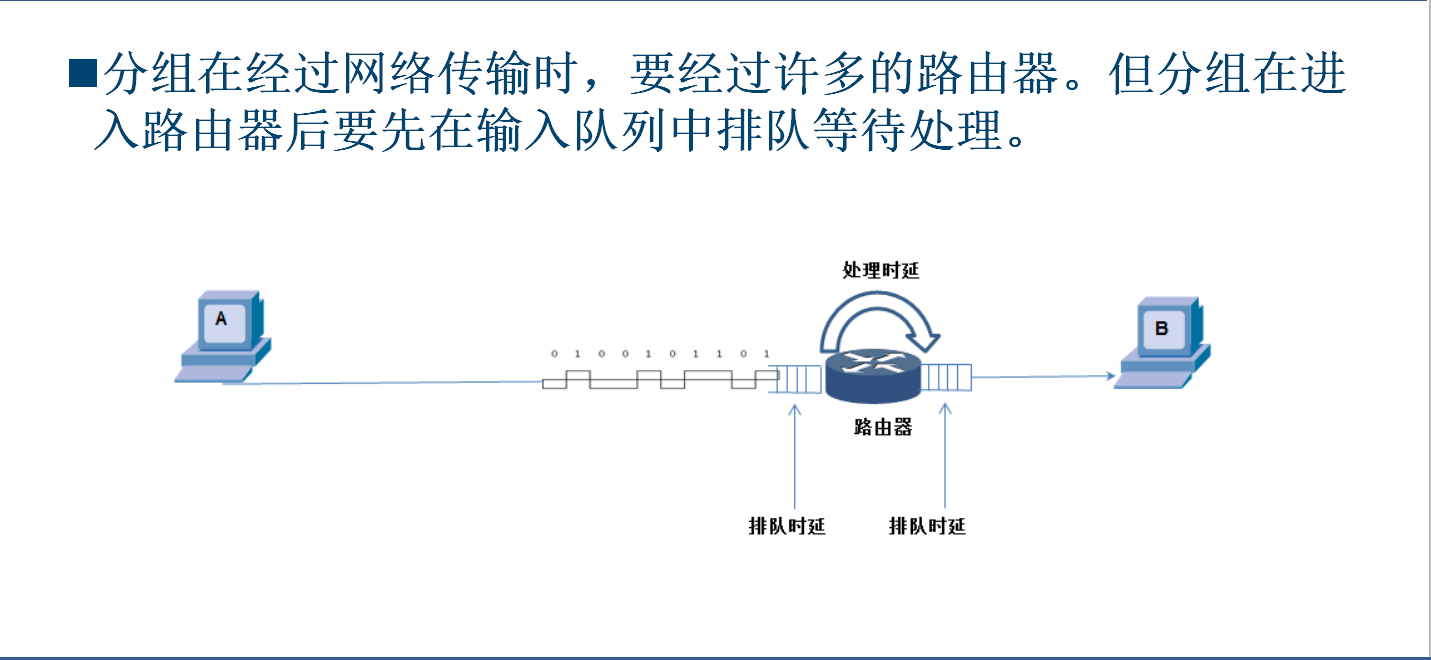 ■分组在经过网络传输时，要经过许多的路由器。但分组在进
入路由器后要先在输入队列中排队等待处理。
处理时延
A
B
0 1 0 0 1 0 1 1 0 1
路由器
排队时延 排队时延